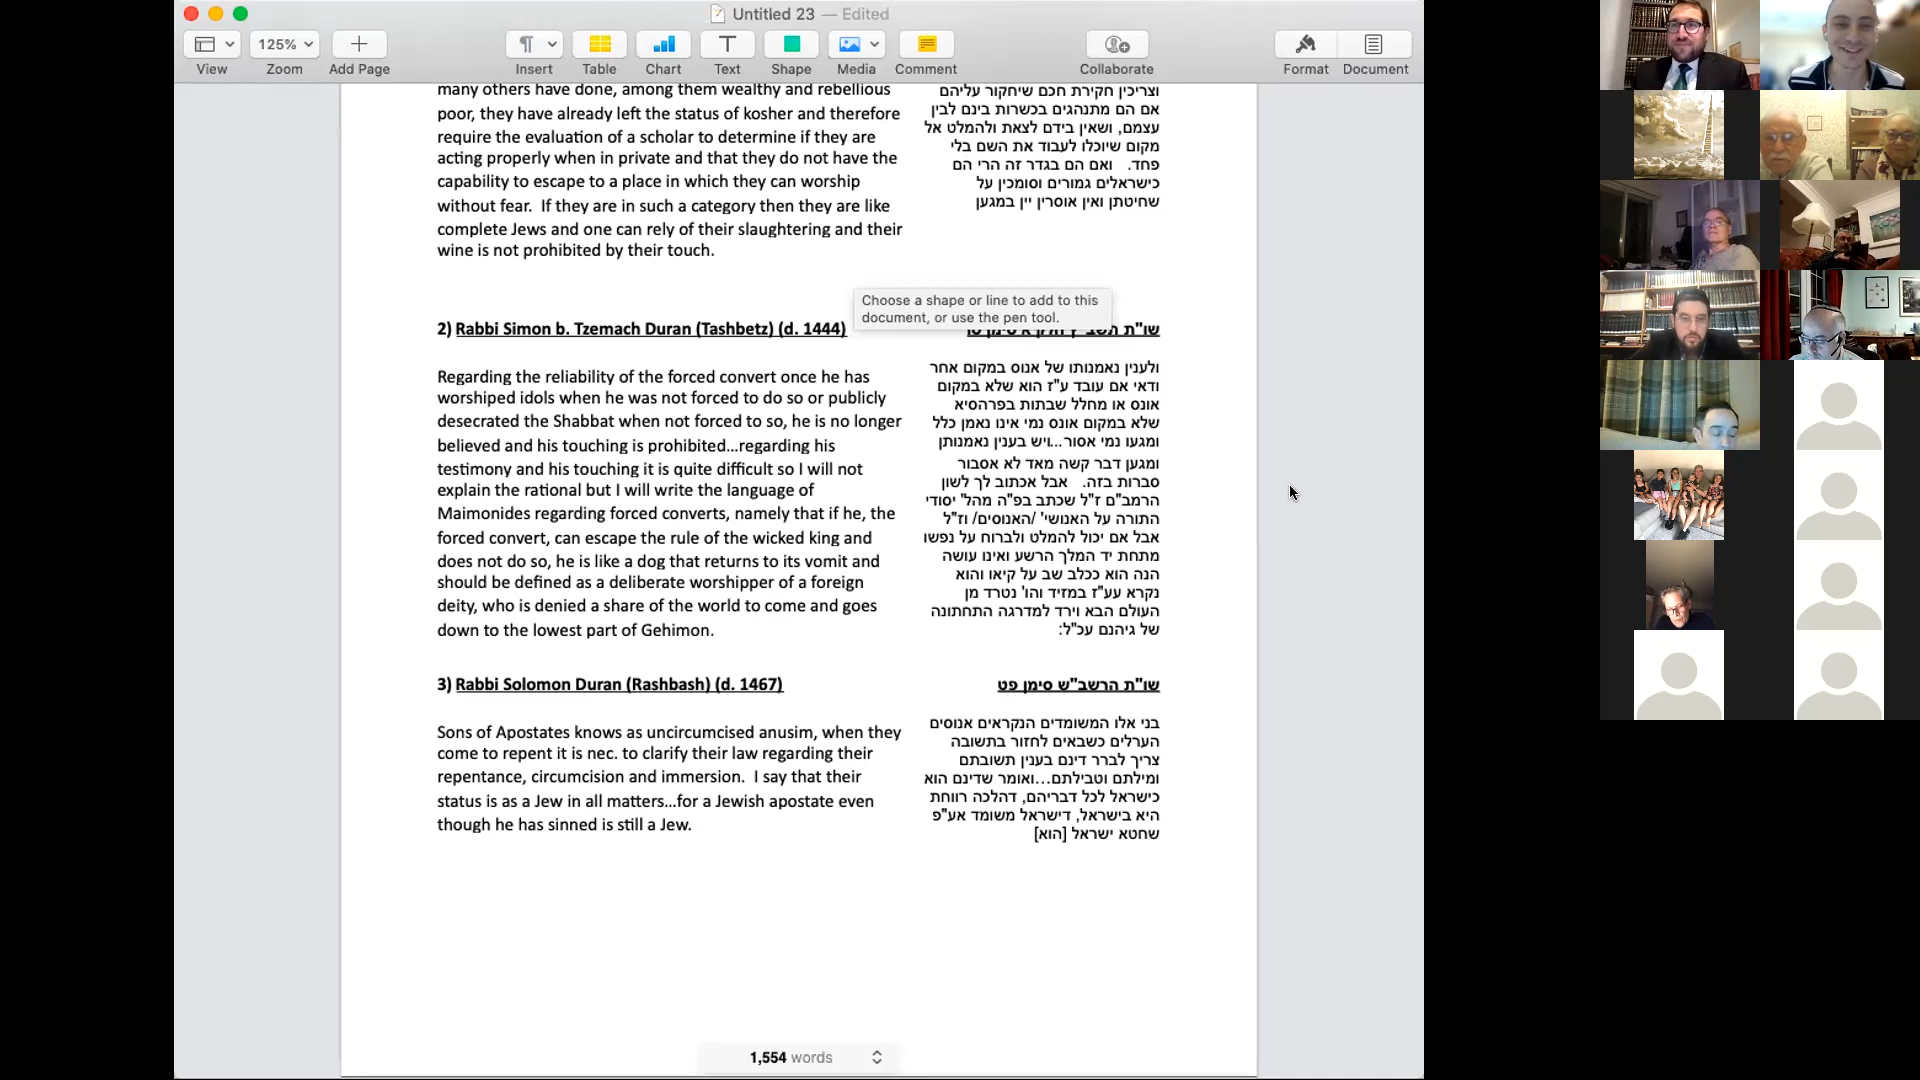 Untitled 23 — Edited
125%
View
Zoom
Add Page
Insert
Table
Chart
Text
Shape
Media
Comment
Collaborate
Format
Document
many others have done, among them wealthy and rebellious
poor, they have already left the status of kosher and therefore
require the evaluation of a scholar to determine if they are
acting properly when in private and that they do not have the
capability to escape to a place in which they can worship
without fear.  If they are in such a category then they are like
complete Jews and one can rely of their slaughtering and their
wine is not prohibited by their touch.
וצריכין חקירת חכם שיחקור עליהם
אם הם מתנהגים בכשרות בינם לבין
עצמם, ושאין בידם לצאת ולהמלט אל
מקום שיוכלו לעבוד את השם בלי
פחד.   ואם הם בגדר זה הרי הם
כישראלים גמורים וסומכין על
שחיטתן ואין אוסרין יין במגען
Choose a shape or line to add to this
document, or use the pen tool.
2) Rabbi Simon b. Tzemach Duran (Tashbetz) (d. 1444)
שו"ת
Regarding the reliability of the forced convert once he has
worshiped idols when he was not forced to do so or publicly
desecrated the Shabbat when not forced to so, he is no longer
believed and his touching is prohibited…regarding his
testimony and his touching it is quite difficult so I will not
explain the rational but I will write the language of
Maimonides regarding forced converts, namely that if he, the
forced convert, can escape the rule of the wicked king and
does not do so, he is like a dog that returns to its vomit and
should be defined as a deliberate worshipper of a foreign
deity, who is denied a share of the world to come and goes
down to the lowest part of Gehimon.
ולענין נאמנותו של אנוס במקום אחר
ודאי אם עובד ע"ז הוא שלא במקום
אונס או מחלל שבתות בפרהסיא
שלא במקום אונס נמי אינו נאמן כלל
ומגעו נמי אסור...ויש בענין נאמנותן
ומגען דבר קשה מאד לא אסבור
סברות בזה.   אבל אכתוב לך לשון
הרמב"ם ז"ל שכתב בפ"ה מהל' יסודי
התורה על האנושי' /האנוסים/ וז"ל
אבל אם יכול להמלט ולברוח על נפשו
מתחת יד המלך הרשע ואינו עושה
הנה הוא ככלב שב על קיאו והוא
נקרא עע"ז במזיד והו' נטרד מן
העולם הבא וירד למדרגה התחתונה
של גיהנם עכ"ל:
3) Rabbi Solomon Duran (Rashbash) (d. 1467)
שו"ת הרשב"ש סימן פט
Sons of Apostates knows as uncircumcised anusim, when they
come to repent it is nec. to clarify their law regarding their
repentance, circumcision and immersion.  I say that their
status is as a Jew in all matters…for a Jewish apostate even
though he has sinned is still a Jew.
בני אלו המשומדים הנקראים אנוסים
הערלים כשבאים לחזור בתשובה
צריך לברר דינם בענין תשובתם
ומילתם וטבילתם...ואומר שדינם הוא
כישראל לכל דבריהם, דהלכה רווחת
היא בישראל, דישראל משומד אע"פ
שחטא ישראל [הוא]
1,554 words